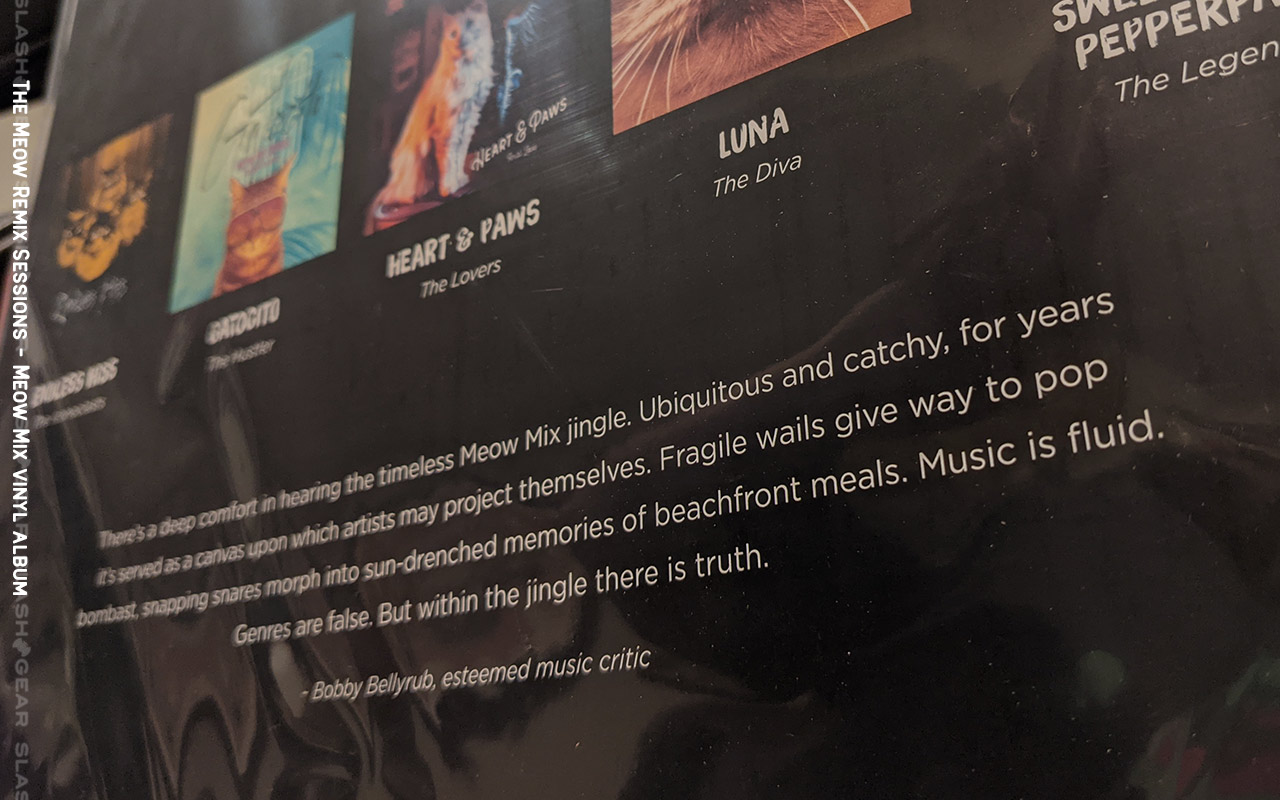 THE MEOW REMIX SESSIONS - MEOW MIX VINYL ALBUM
SLASHGEAR
SLAS
PEPPERPA
The Legen
HEART & PAWS
LUNA
The Diva
HEART & PAWS
The Lovers
GATOCITO
The Hustler
There's a deep comfort in hearing the timeless Meow Mix jingle. Ubiquitous and catchy, for years
it's served as a canvas upon which artists may project themselves. Fragile wails give way to pop
bombast, snapping snares morph into sun-drenched memories of beachfront meals. Music is fluid.
Genres are false. But within the jingle there is truth.
- Bobby Bellyrub, esteemed music critic